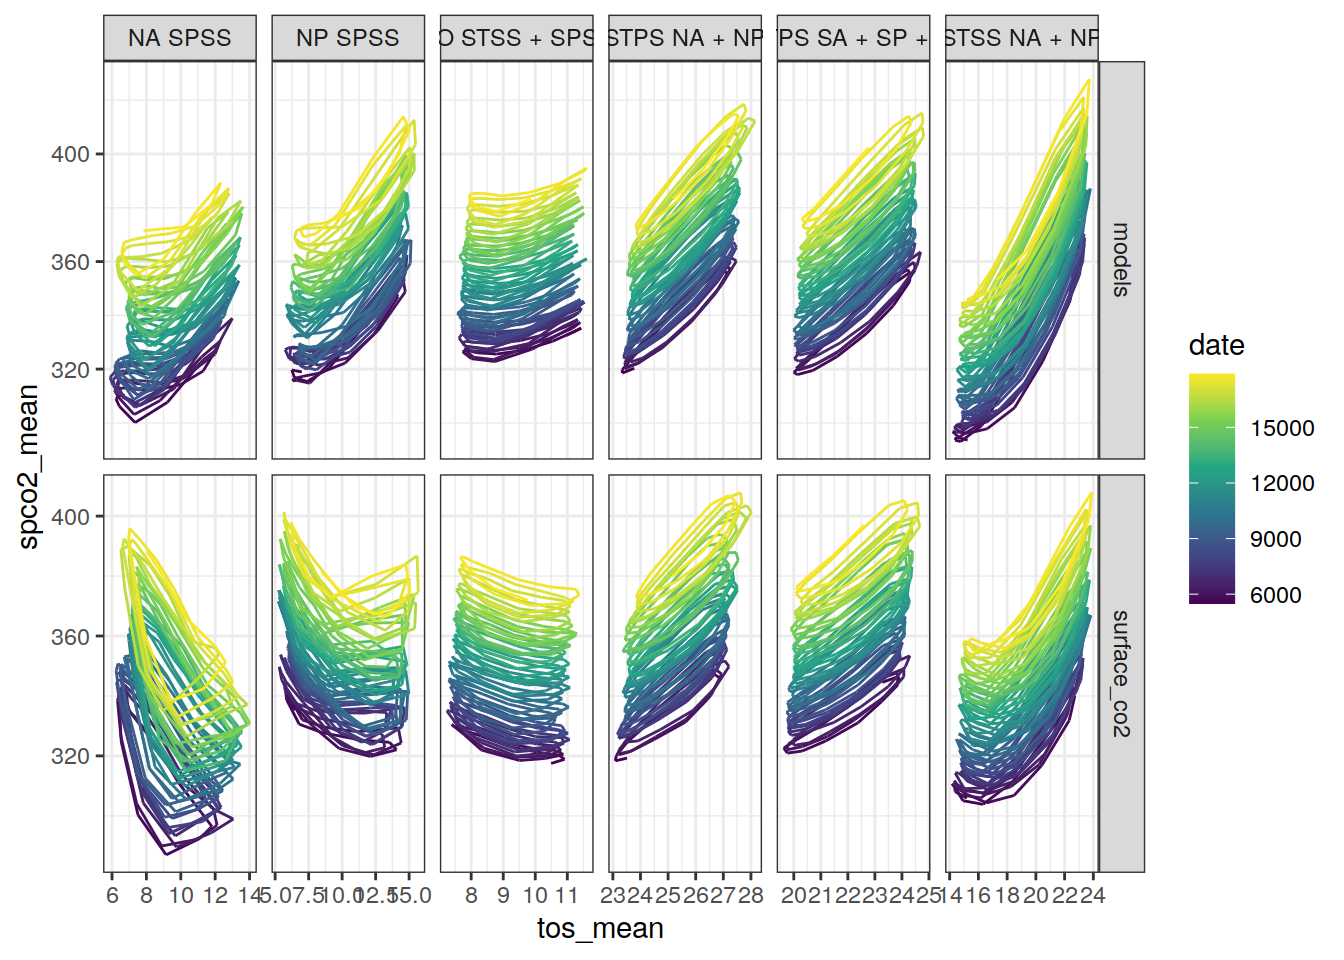 NA SPSS
NP SPSS
O STSS + SPS
STPS NA + NP
PS SA + SP +
STSS NA + NP
models
surface_co2
spco2_mean
400
360
320
400
360
320
6 8 10 12 14
5.0 7.5 10.0 12.5 15.0
8 9 10 11
23 24 25 26 27 28
20 21 22 23 24 25
14 16 18 20 22 24
tos_mean
date
15000
12000
9000
6000